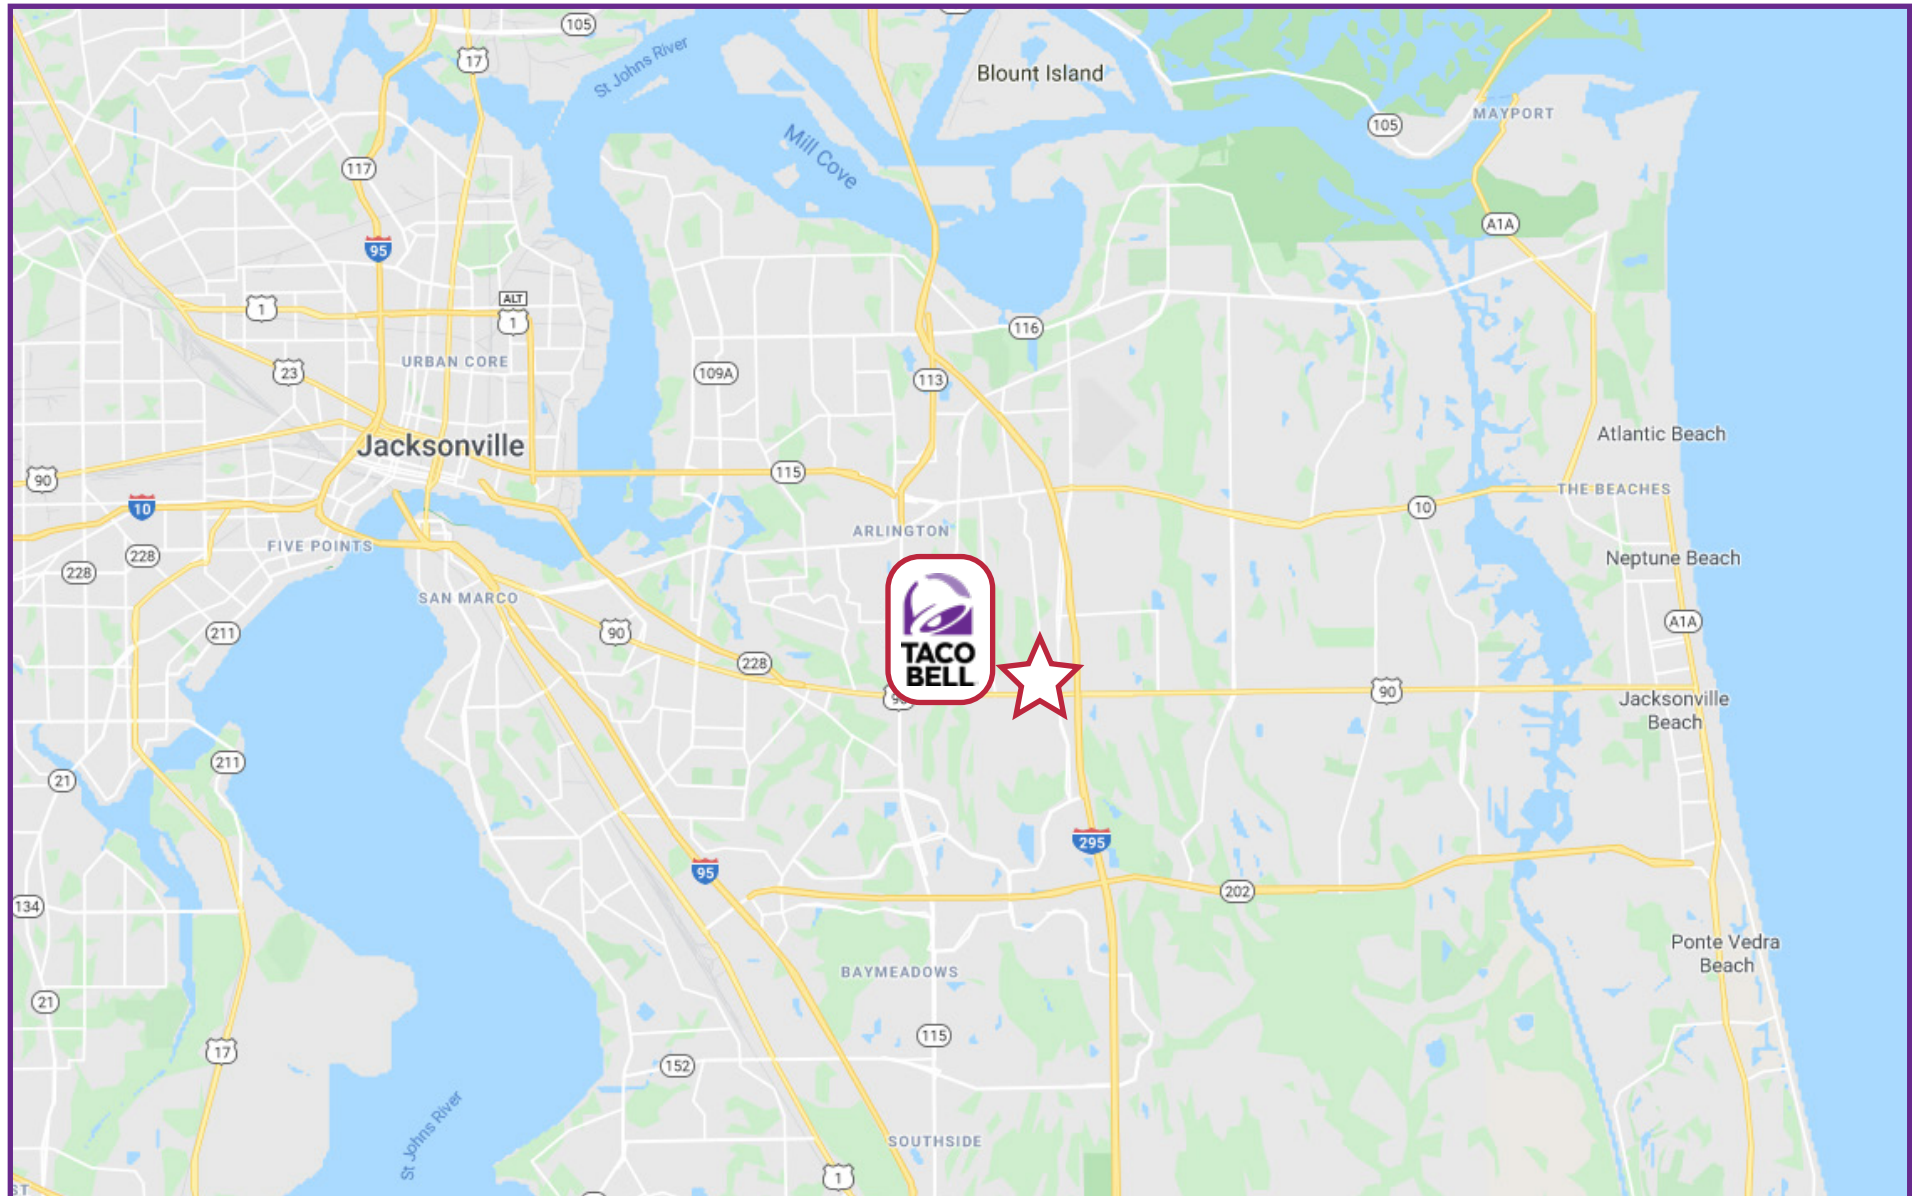 105
17
St Johns River
Blount Island
105
MAYPORT
Mill Cove
117
A1A
95
1
ALT
1
116
URBAN CORE
23
109A
113
Jacksonville
Atlantic Beach
90
115
THE BEACHES
10
10
ARLINGTON
FIVE POINTS
228
228
Neptune Beach
SAN MARCO
211
90
A1A
TACO
BELL
228
90
Jacksonville
Beach
211
21
295
95
202
134
Ponte Vedra
Beach
BAYMEADOWS
21
115
17
152
St Johns River
SOUTHSIDE
1